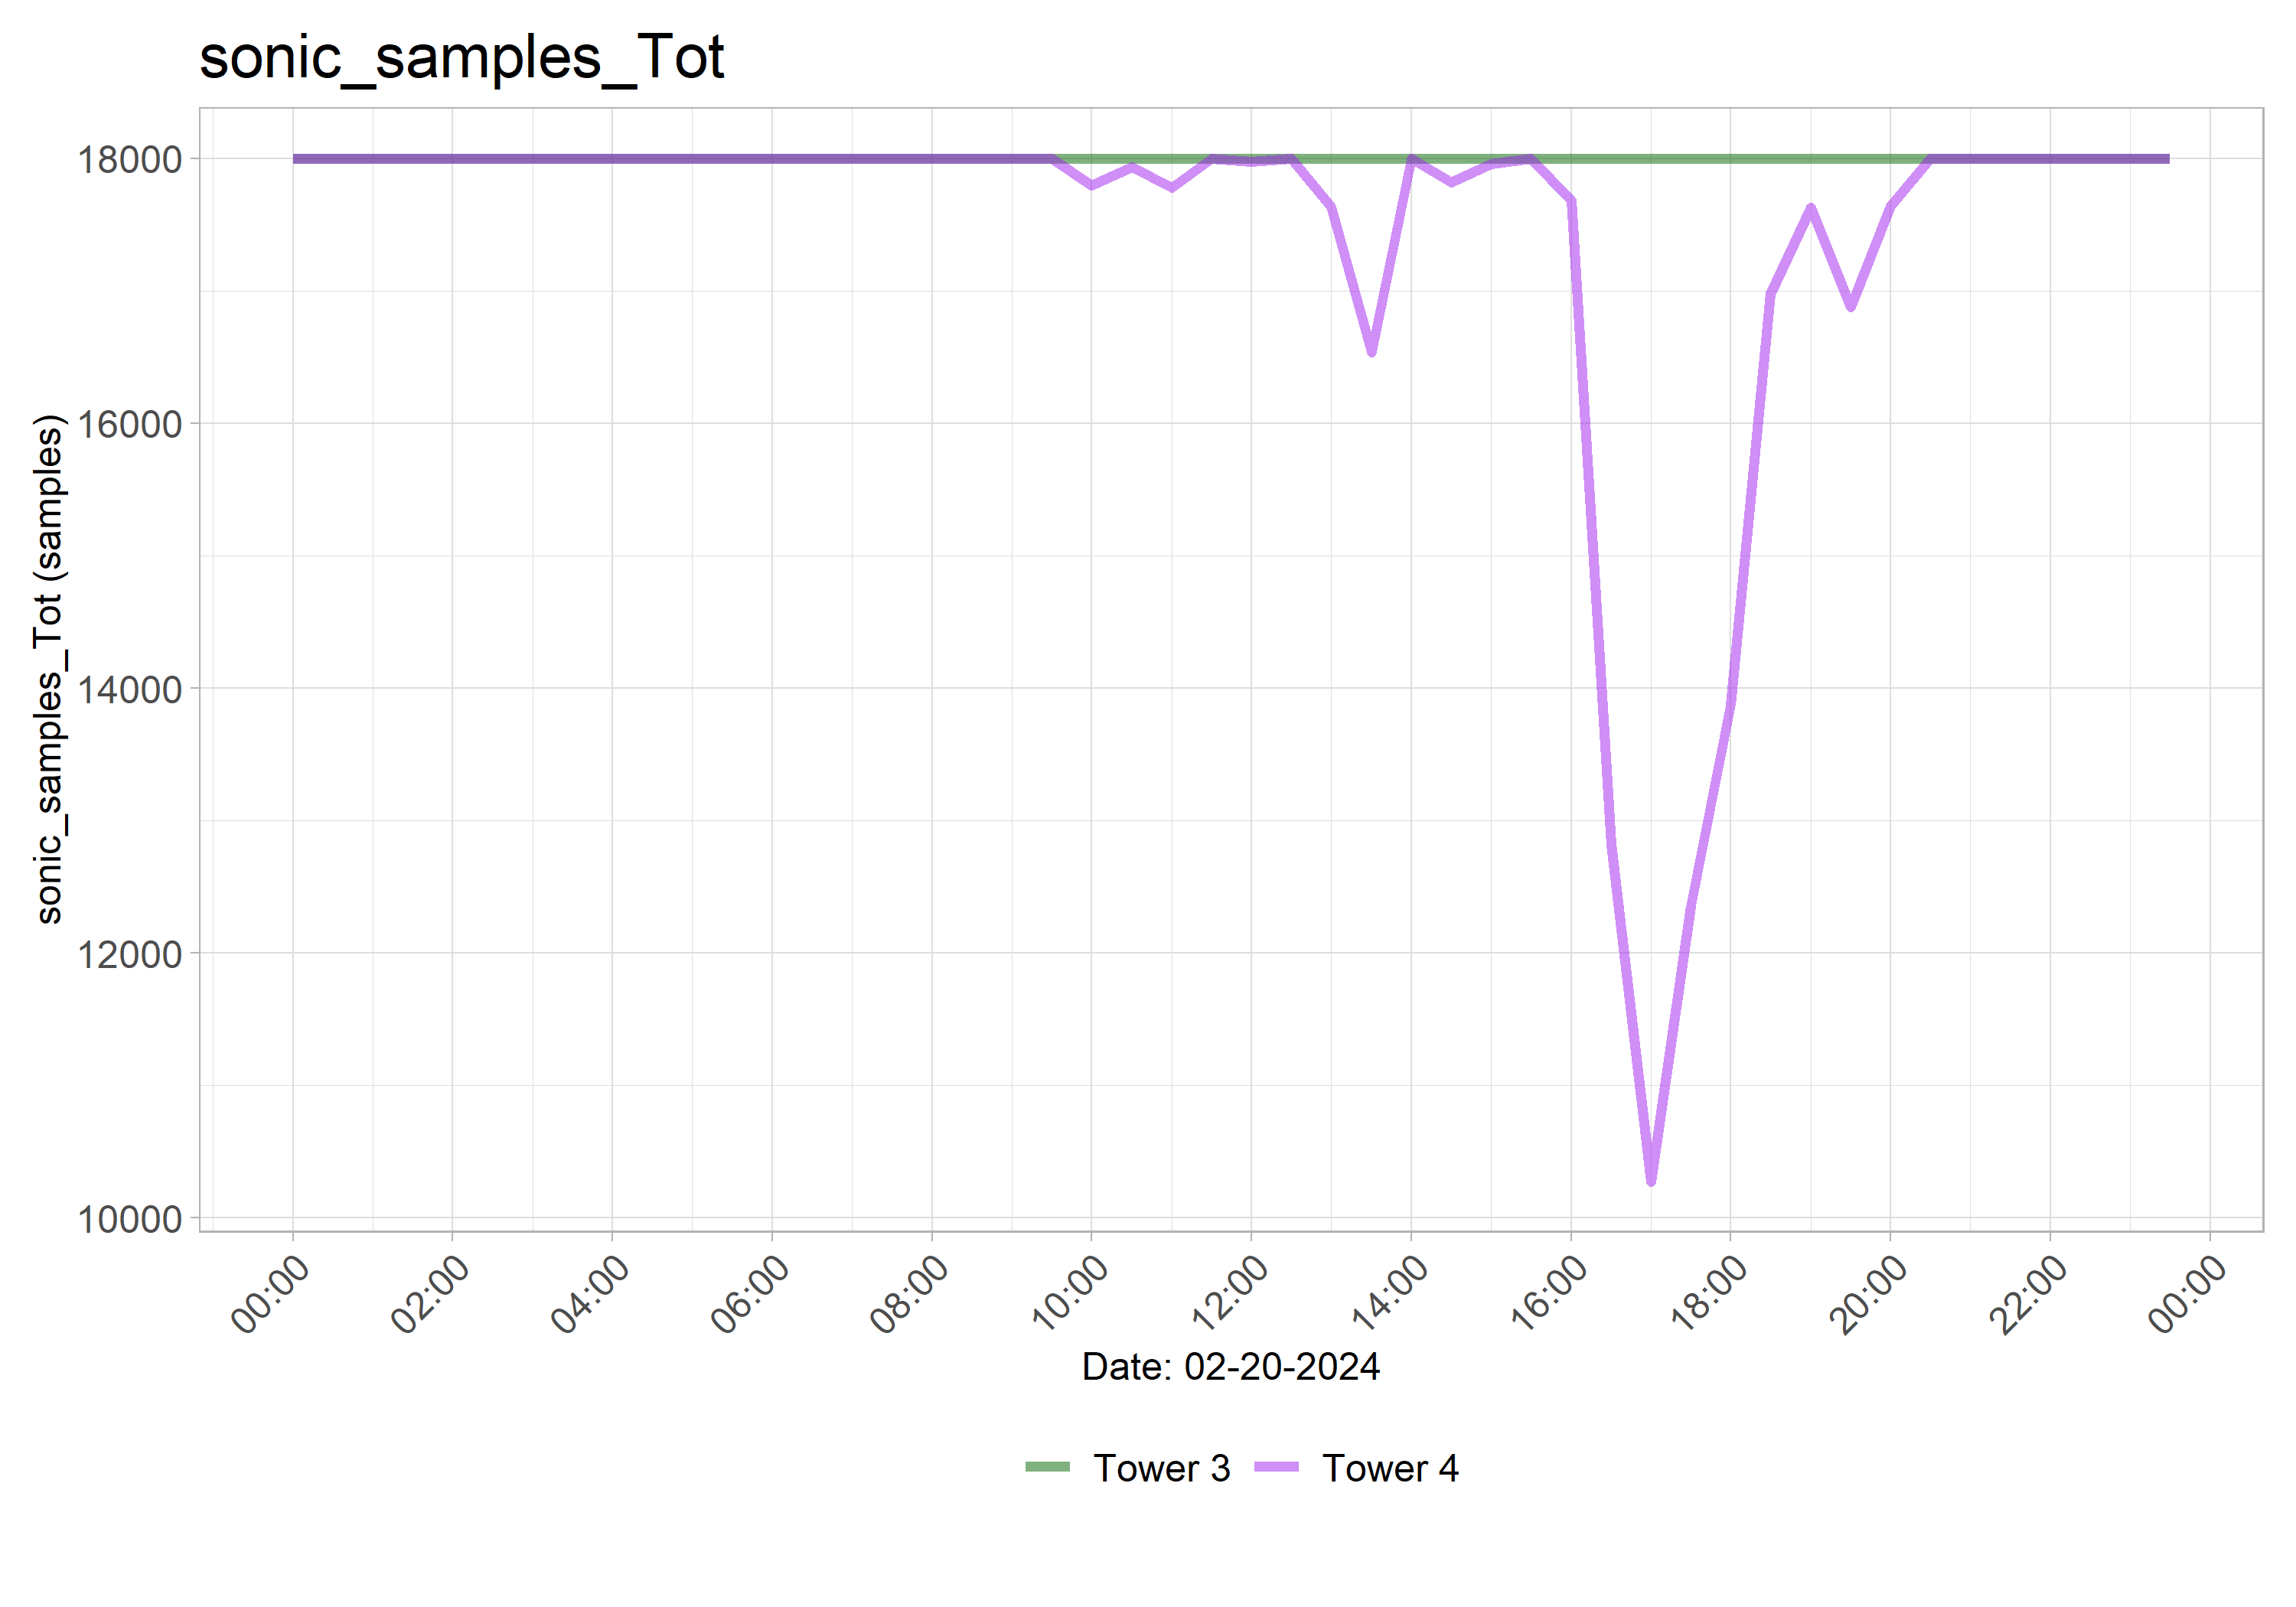 sonic_samples_Tot
sonic_samples_Tot (samples)
18000
16000
14000
12000
10000
00:00 02:00 04:00 06:00 08:00 10:00 12:00 14:00 16:00 18:00 20:00 22:00 00:00
Date: 02-20-2024
Tower 3 Tower 4